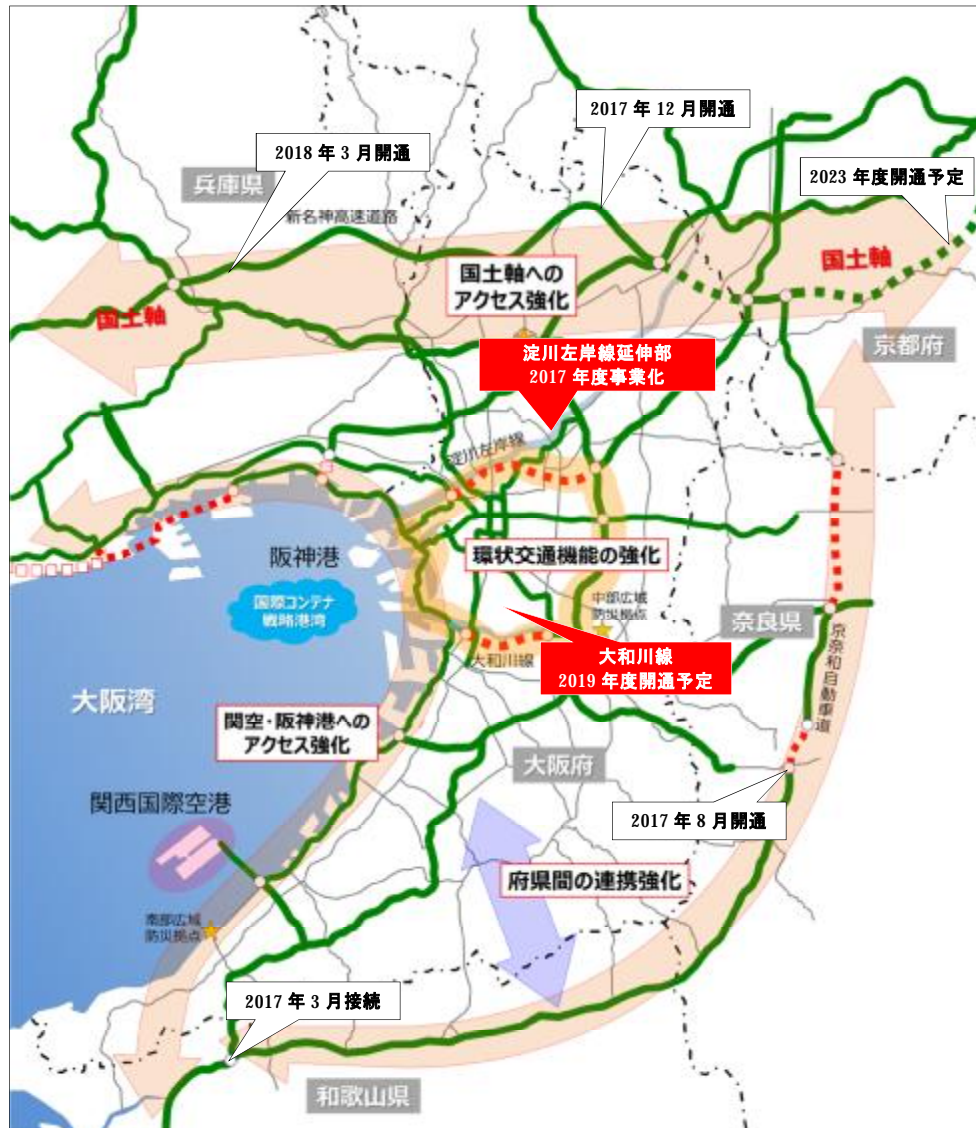 2017 年 12 月開通
2018 年 3 月開通
兵庫県
2023 年度開通予定
新名神高速道路
国土軸への
アクセス強化
国土軸
国土軸
京都府
淀川左岸線延伸部
2017 年度事業化
淀川左岸線
阪神港
環状交通機能の強化
国際コンテナ
戦略港湾
中部広域
防災拠点
奈良県
大和川線
大和川線
2019 年度開通予定
京奈和自動車道
大阪湾
関空・阪神港への
アクセス強化
大阪府
関西国際空港
2017 年 8 月開通
府県間の連携強化
南部広域
防災拠点
2017 年 3 月接続
和歌山県